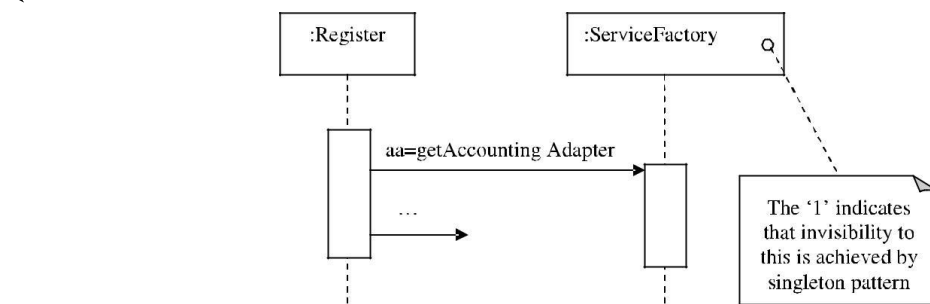 :Register
:ServiceFactory
aa=getAccounting Adapter
...
The ‘1’ indicates
that invisibility to
this is achieved by
singleton pattern